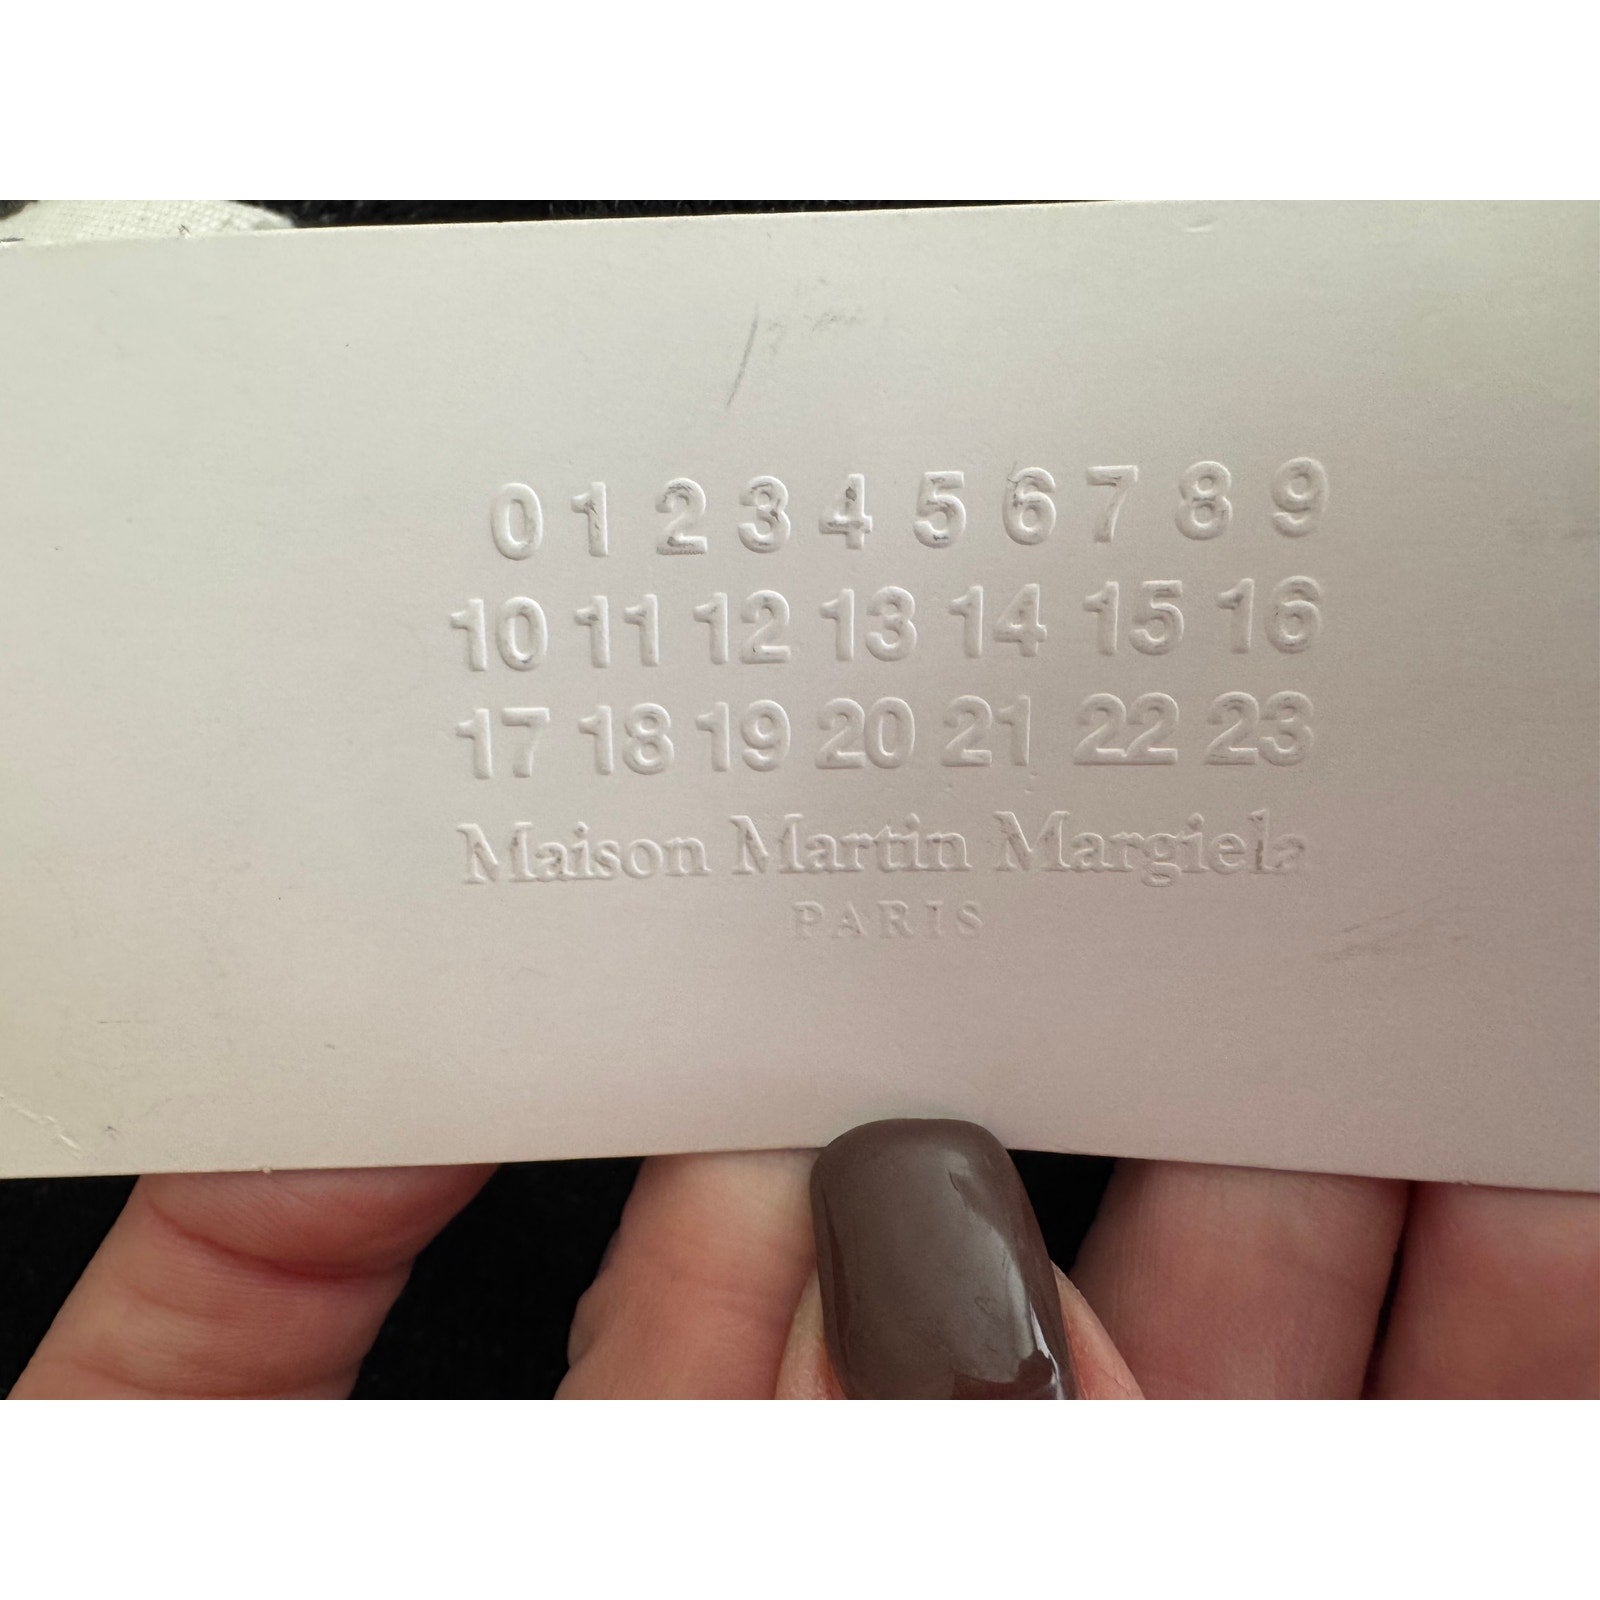 0 1 2 3 4 5 6 7 8 9
10 11 12 13 14 15 16
17 18 19 20 21 22 23
Maison Martin Margiela
PARIS